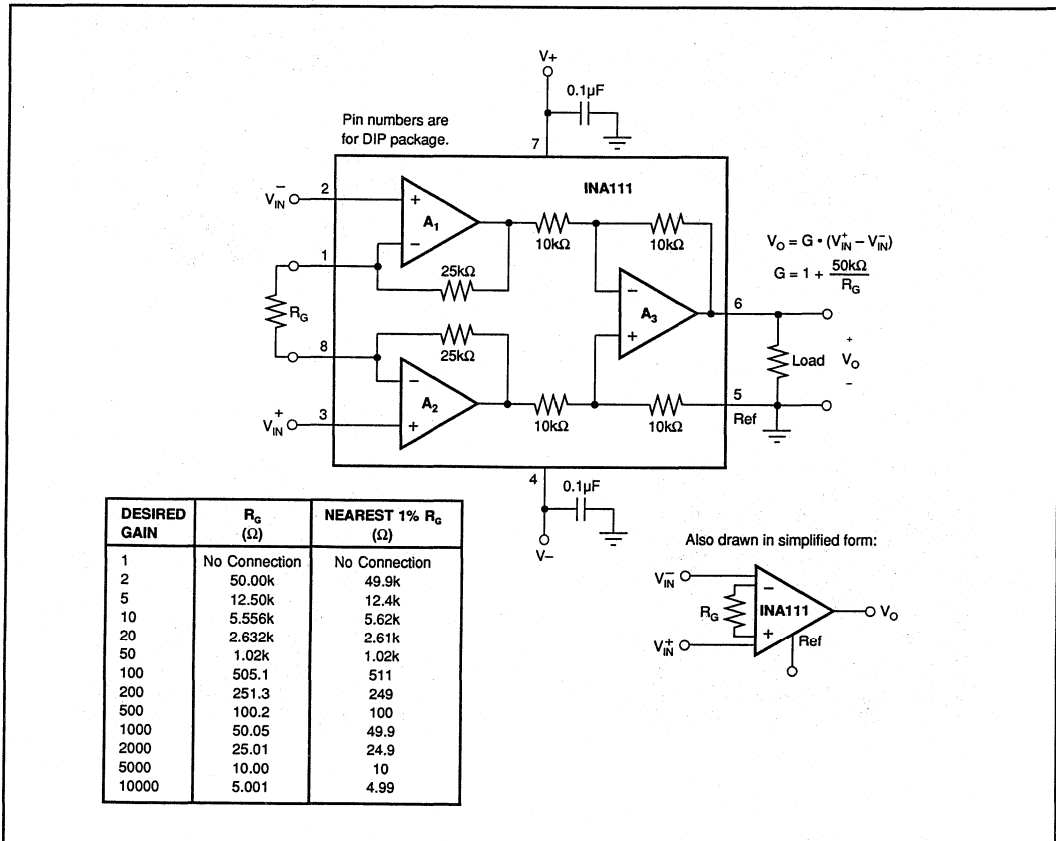 V+
0.1µF
Pin numbers are
for DIP package.
7
INA111
V⁻IN
2
+
A1
−
10kΩ
10kΩ
VO = G • (V⁺IN − V⁻IN)
G = 1 + 50kΩ / RG
1
25kΩ
RG
−
A3
+
6
+
Load
VO
−
8
25kΩ
−
A2
+
V⁺IN
3
10kΩ
10kΩ
5
Ref
4
0.1µF
V−
DESIRED GAIN | RG (Ω) | NEAREST 1% RG (Ω)
1 No Connection No Connection
2 50.00k 49.9k
5 12.50k 12.4k
10 5.556k 5.62k
20 2.632k 2.61k
50 1.02k 1.02k
100 505.1 511
200 251.3 249
500 100.2 100
1000 50.05 49.9
2000 25.01 24.9
5000 10.00 10
10000 5.001 4.99
Also drawn in simplified form:
V⁻IN
−
RG
INA111
VO
+
V⁺IN
Ref